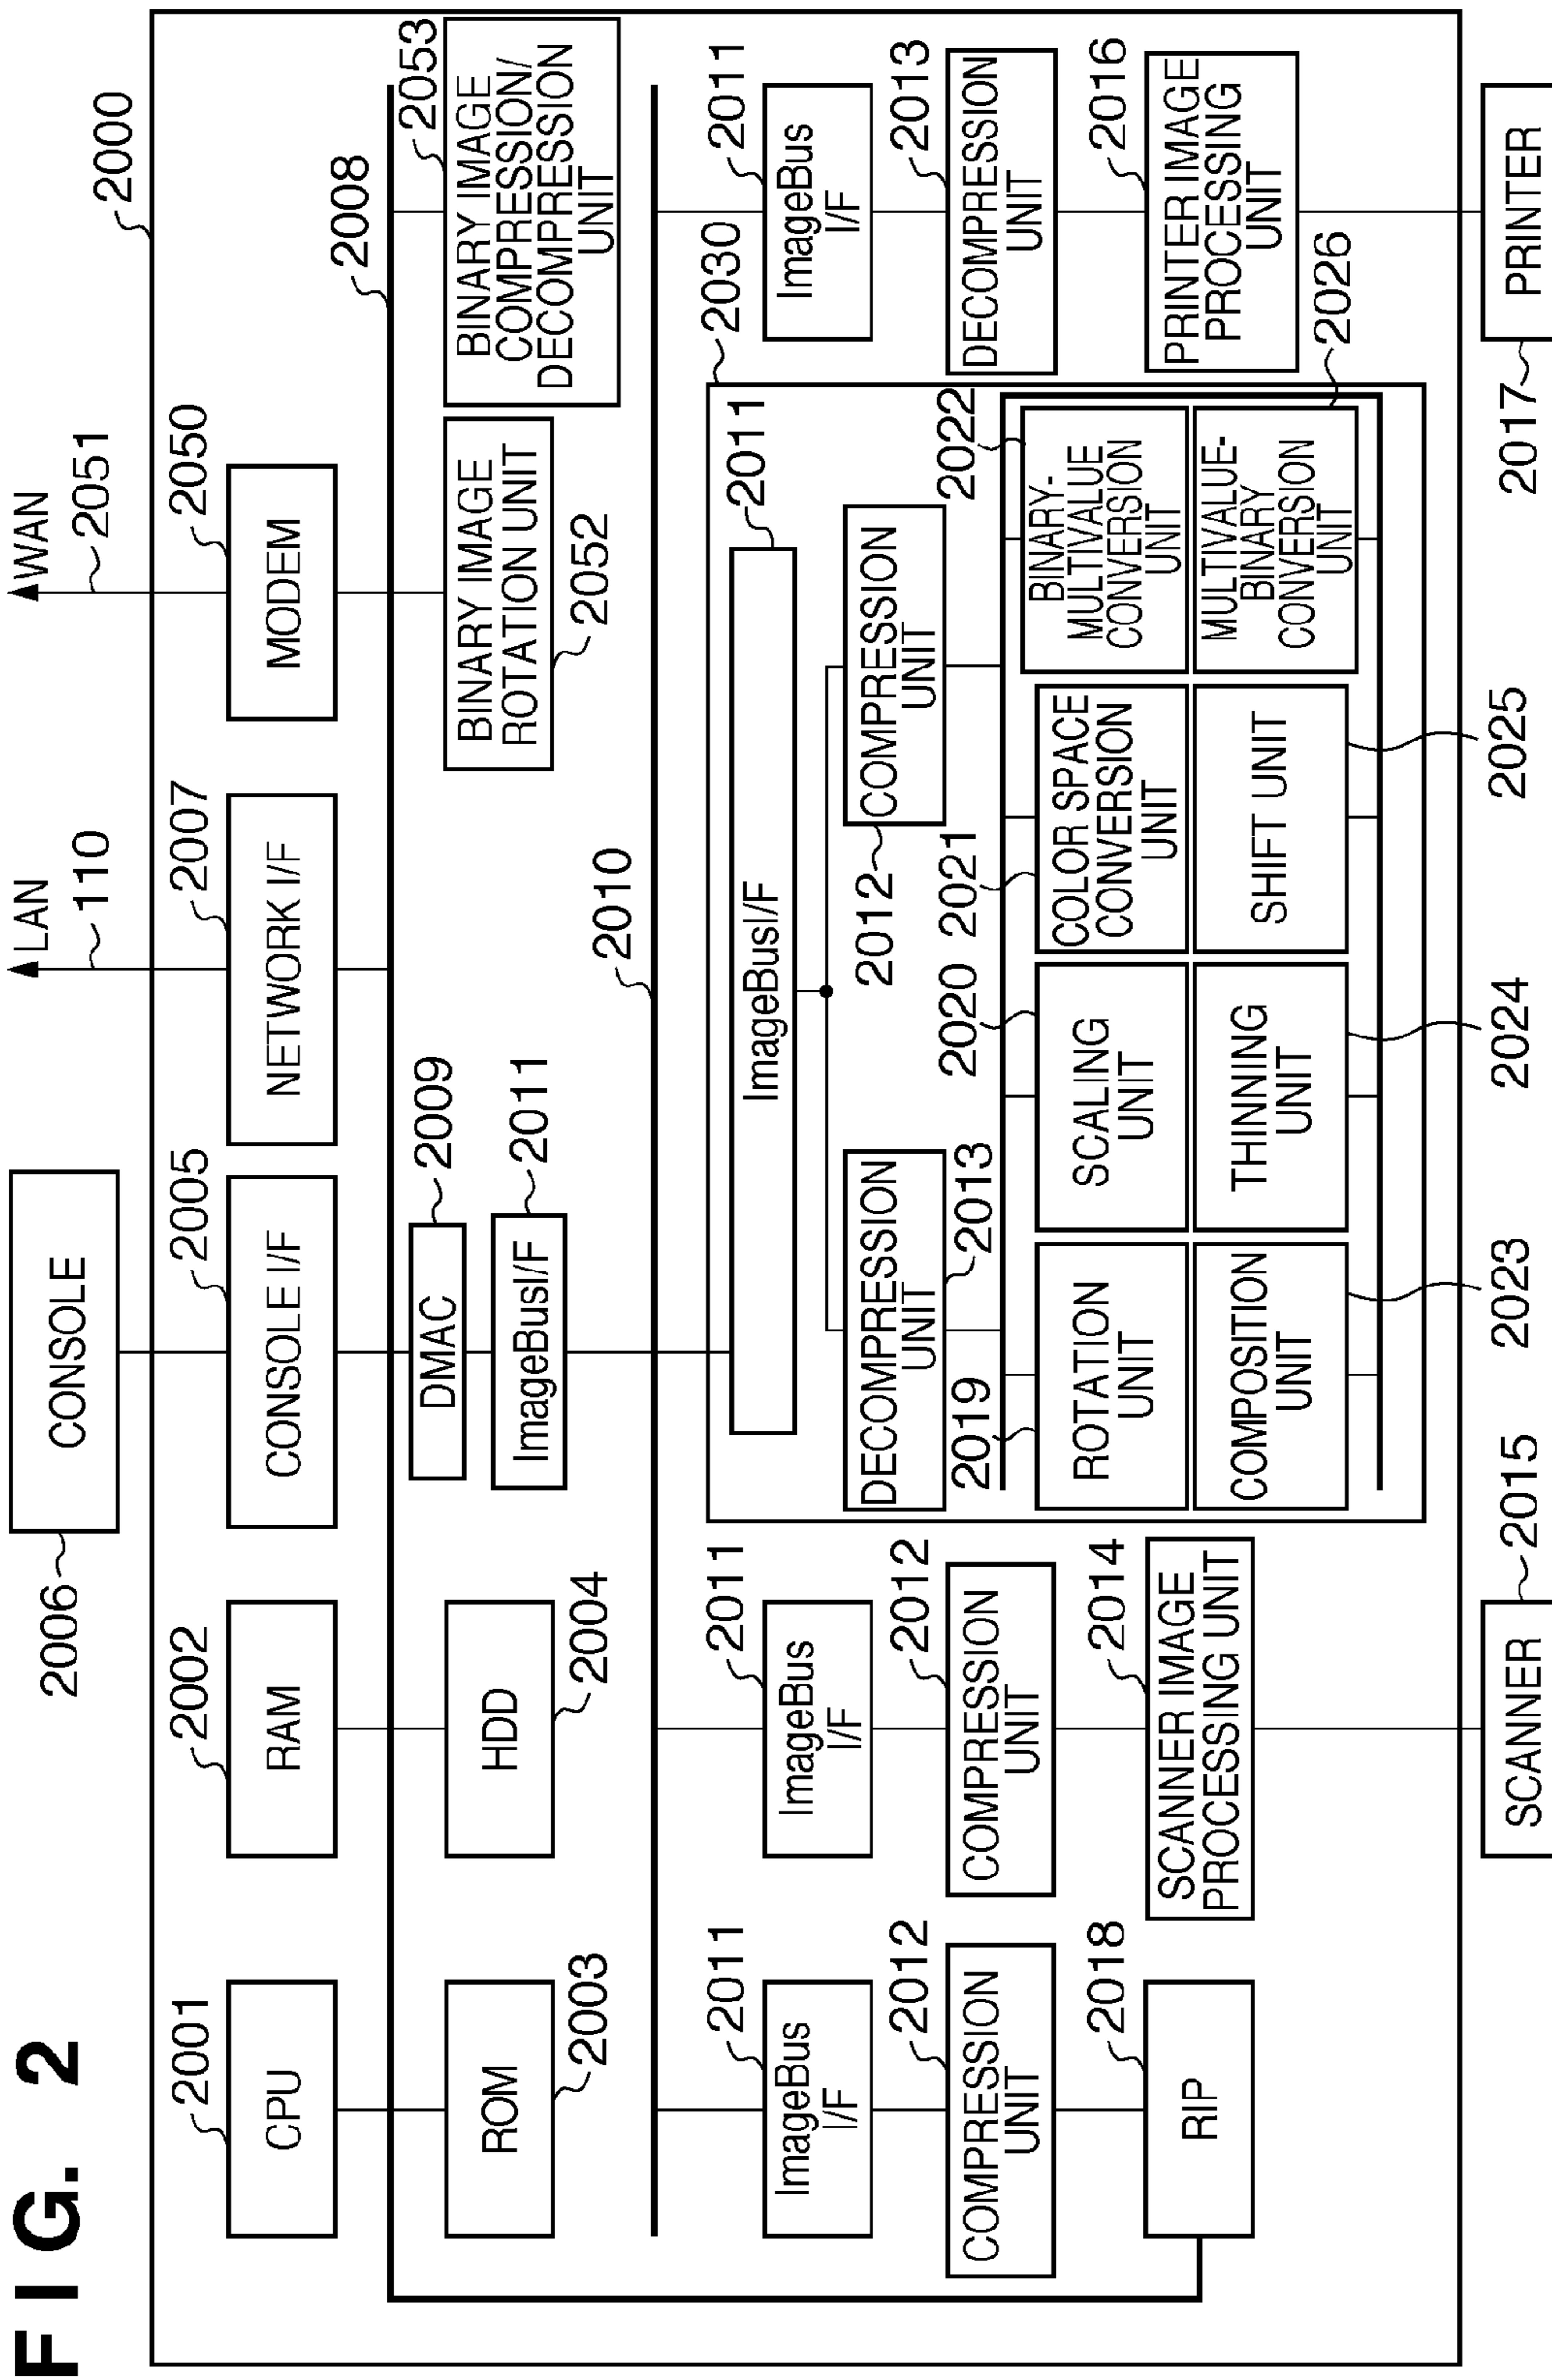 FIG. 2
2006
CONSOLE
LAN
110
WAN
2051
2000
2001
CPU
2002
RAM
2005
CONSOLE I/F
2007
NETWORK I/F
2050
MODEM
2008
ROM
2003
HDD
2004
DMAC
2009
ImageBusI/F
2011
BINARY IMAGE
ROTATION UNIT
2052
2053
BINARY IMAGE
COMPRESSION/
DECOMPRESSION
UNIT
2010
2011
ImageBus
I/F
2012
COMPRESSION
UNIT
2018
RIP
2011
ImageBus
I/F
2012
COMPRESSION
UNIT
2014
SCANNER IMAGE
PROCESSING UNIT
SCANNER
2015
2030
ImageBusI/F
2011
DECOMPRESSION
UNIT
2013
2012
COMPRESSION
UNIT
2019
ROTATION
UNIT
2020
SCALING
UNIT
2021
COLOR SPACE
CONVERSION
UNIT
2022
BINARY-
MULTIVALUE
CONVERSION
UNIT
COMPOSITION
UNIT
2023
THINNING
UNIT
2024
SHIFT UNIT
2025
MULTIVALUE-
BINARY
CONVERSION
UNIT
2026
2011
ImageBus
I/F
2013
DECOMPRESSION
UNIT
2016
PRINTER IMAGE
PROCESSING
UNIT
2017
PRINTER